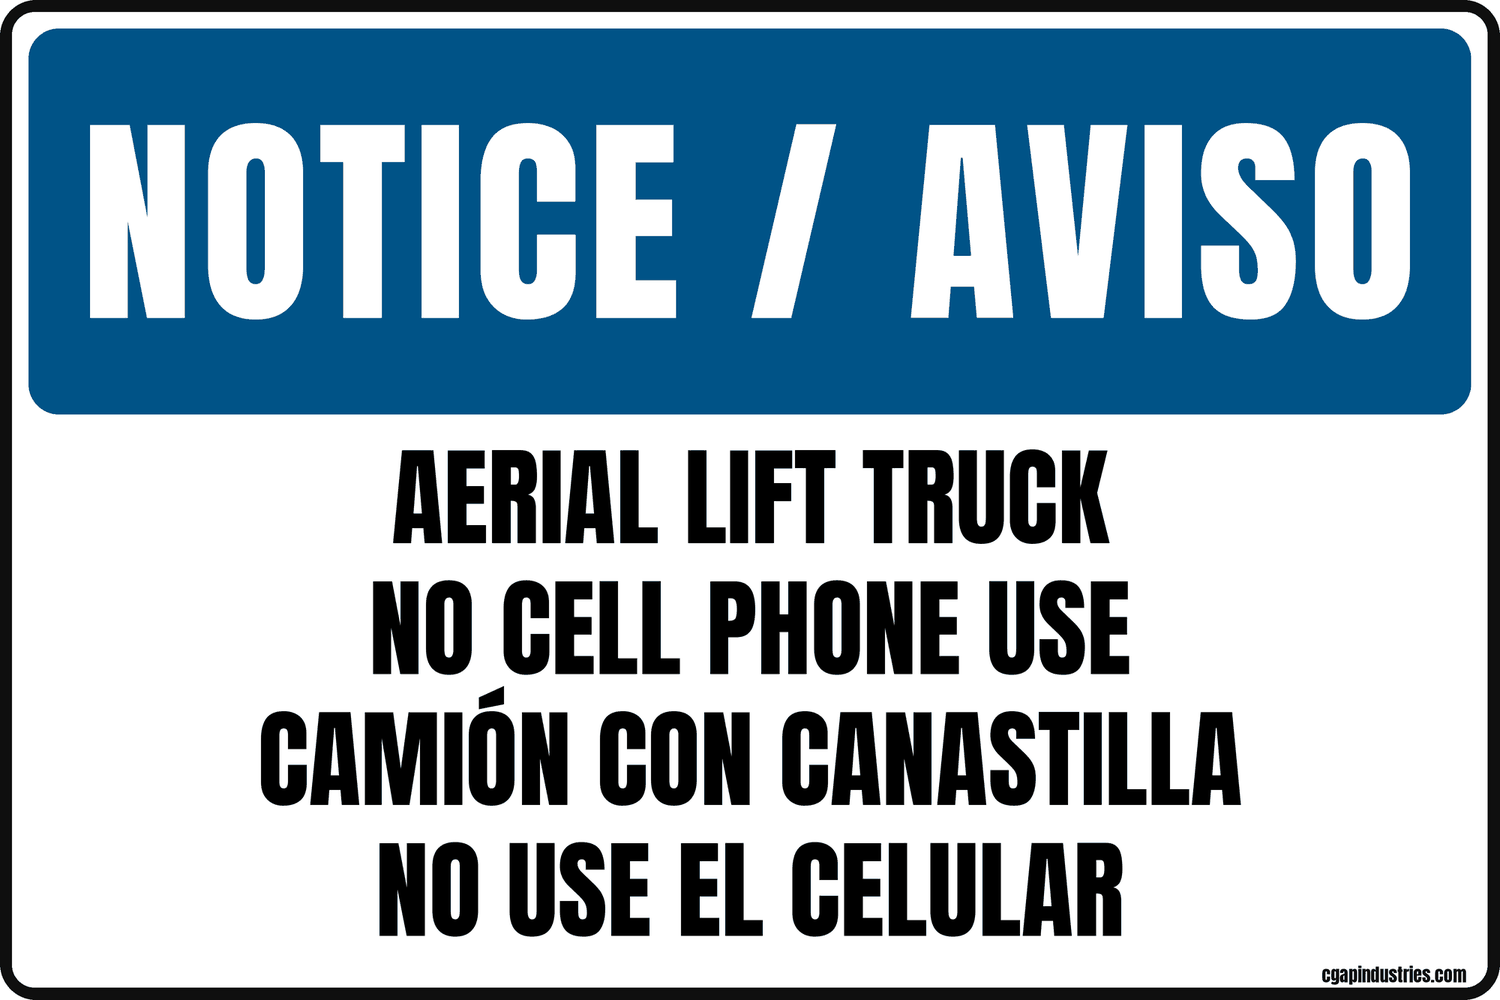 NOTICE / AVISO
AERIAL LIFT TRUCK
NO CELL PHONE USE
CAMIÓN CON CANASTILLA
NO USE EL CELULAR
cgapindustries.com